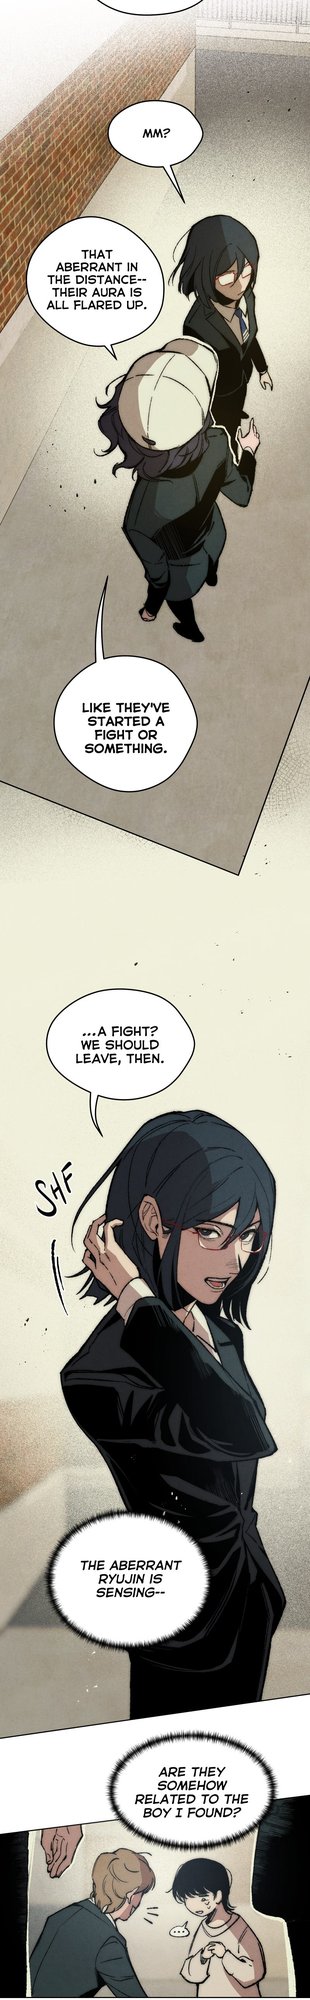 MM?
THAT
ABERRANT IN
THE DISTANCE--
THEIR AURA IS
ALL FLARED UP.
LIKE THEY'VE
STARTED A
FIGHT OR
SOMETHING.
...A FIGHT?
WE SHOULD
LEAVE, THEN.
SHF
THE ABERRANT
RYUJIN IS
SENSING--
ARE THEY
SOMEHOW
RELATED TO THE
BOY I FOUND?
...